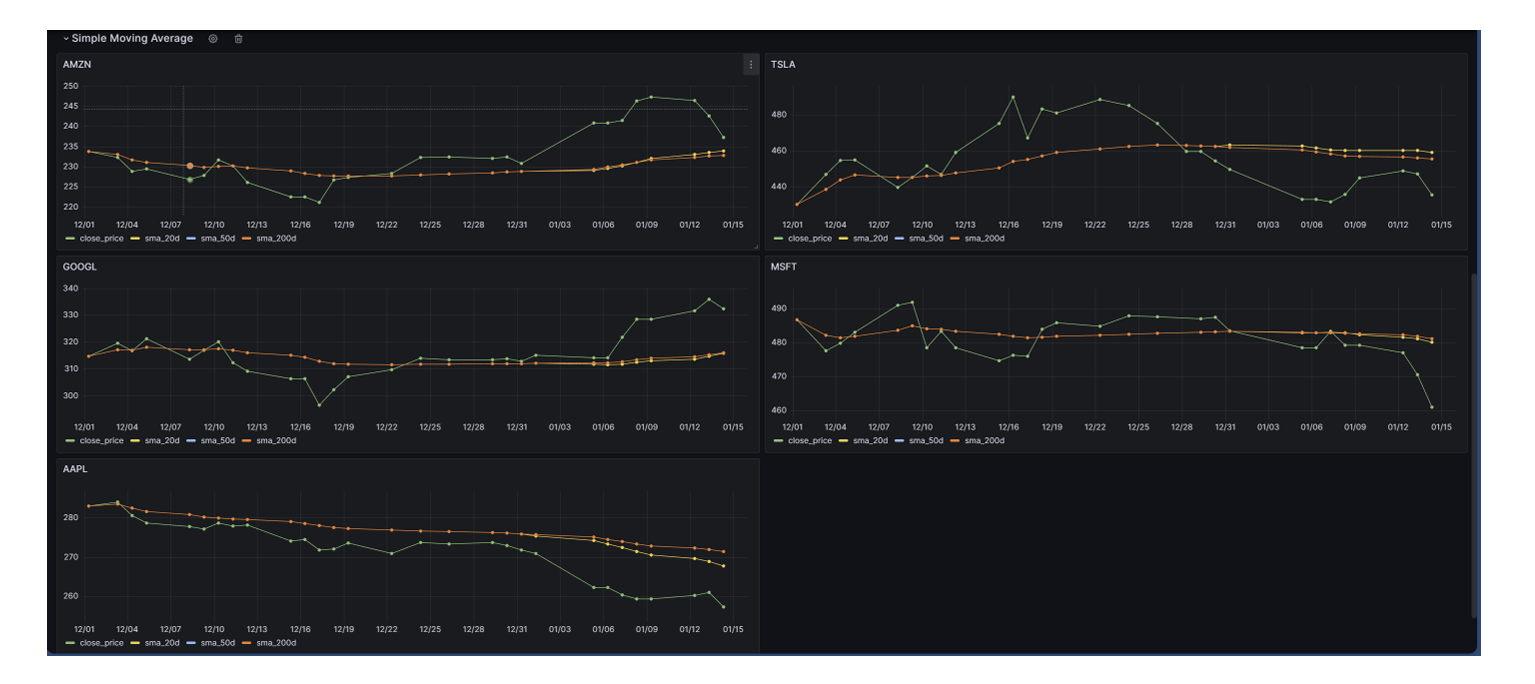 Simple Moving Average
AMZN
250
245
240
235
230
225
220
12/01 12/04 12/07 12/10 12/13 12/16 12/19 12/22 12/25 12/28 12/31 01/03 01/06 01/09 01/12 01/15
close_price sma_20d sma_50d sma_200d
TSLA
480
460
440
12/01 12/04 12/07 12/10 12/13 12/16 12/19 12/22 12/25 12/28 12/31 01/03 01/06 01/09 01/12 01/15
close_price sma_20d sma_50d sma_200d
GOOGL
340
330
320
310
300
12/01 12/04 12/07 12/10 12/13 12/16 12/19 12/22 12/25 12/28 12/31 01/03 01/06 01/09 01/12 01/15
close_price sma_20d sma_50d sma_200d
MSFT
490
480
470
460
12/01 12/04 12/07 12/10 12/13 12/16 12/19 12/22 12/25 12/28 12/31 01/03 01/06 01/09 01/12 01/15
close_price sma_20d sma_50d sma_200d
AAPL
280
270
260
12/01 12/04 12/07 12/10 12/13 12/16 12/19 12/22 12/25 12/28 12/31 01/03 01/06 01/09 01/12 01/15
close_price sma_20d sma_50d sma_200d